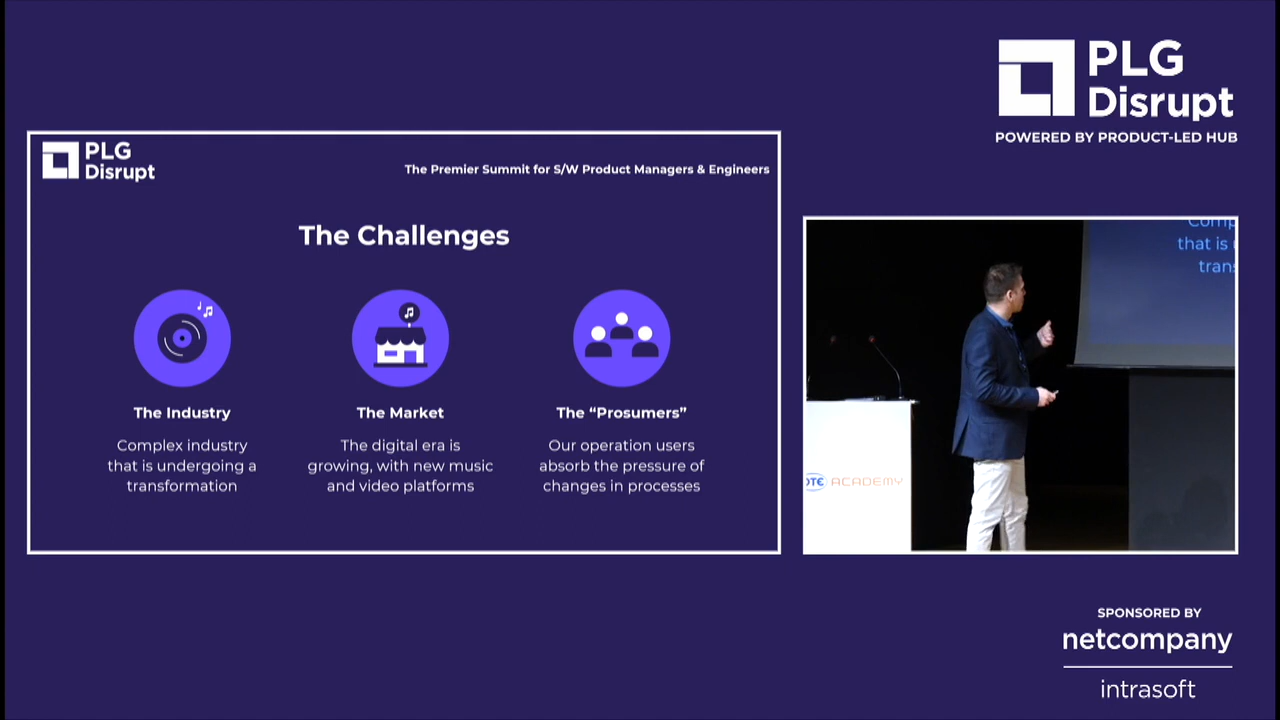 PLG
Disrupt
POWERED BY PRODUCT-LED HUB
PLG
Disrupt
The Premier Summit for S/W Product Managers & Engineers
The Challenges
The Industry
Complex industry
that is undergoing a
transformation
The Market
The digital era is
growing, with new music
and video platforms
The “Prosumers”
Our operation users
absorb the pressure of
changes in processes
that is
ACADEMY
SPONSORED BY
netcompany
intrasoft